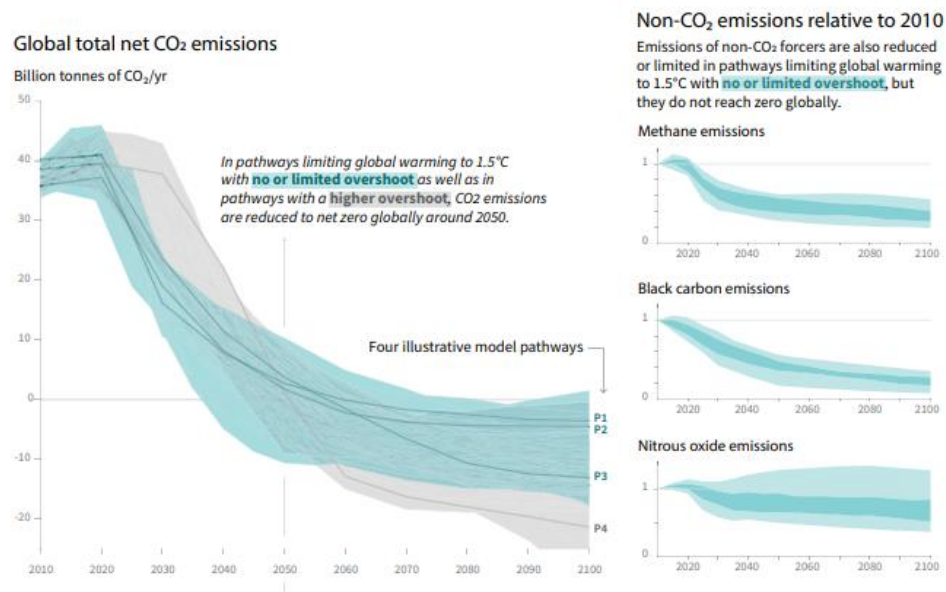 Global total net CO₂ emissions
Billion tonnes of CO₂/yr
50
40
30
20
10
0
-10
-20
2010 2020 2030 2040 2050 2060 2070 2080 2090 2100
In pathways limiting global warming to 1.5°C
with no or limited overshoot as well as in
pathways with a higher overshoot, CO2 emissions
are reduced to net zero globally around 2050.
Four illustrative model pathways
P1
P2
P3
P4
Non-CO₂ emissions relative to 2010
Emissions of non-CO₂ forcers are also reduced
or limited in pathways limiting global warming
to 1.5°C with no or limited overshoot, but
they do not reach zero globally.
Methane emissions
1
0
2020 2040 2060 2080 2100
Black carbon emissions
1
0
2020 2040 2060 2080 2100
Nitrous oxide emissions
1
0
2020 2040 2060 2080 2100